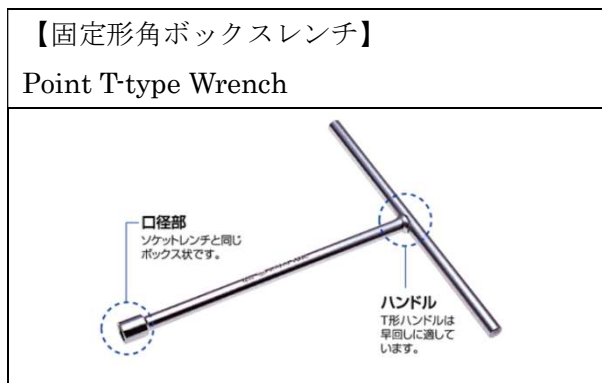 【固定形角ボックスレンチ】
Point T-type Wrench
口径部
ソケットレンチと同じ
ボックス状です。
ハンドル
T形ハンドルは
早回しに適して
います。